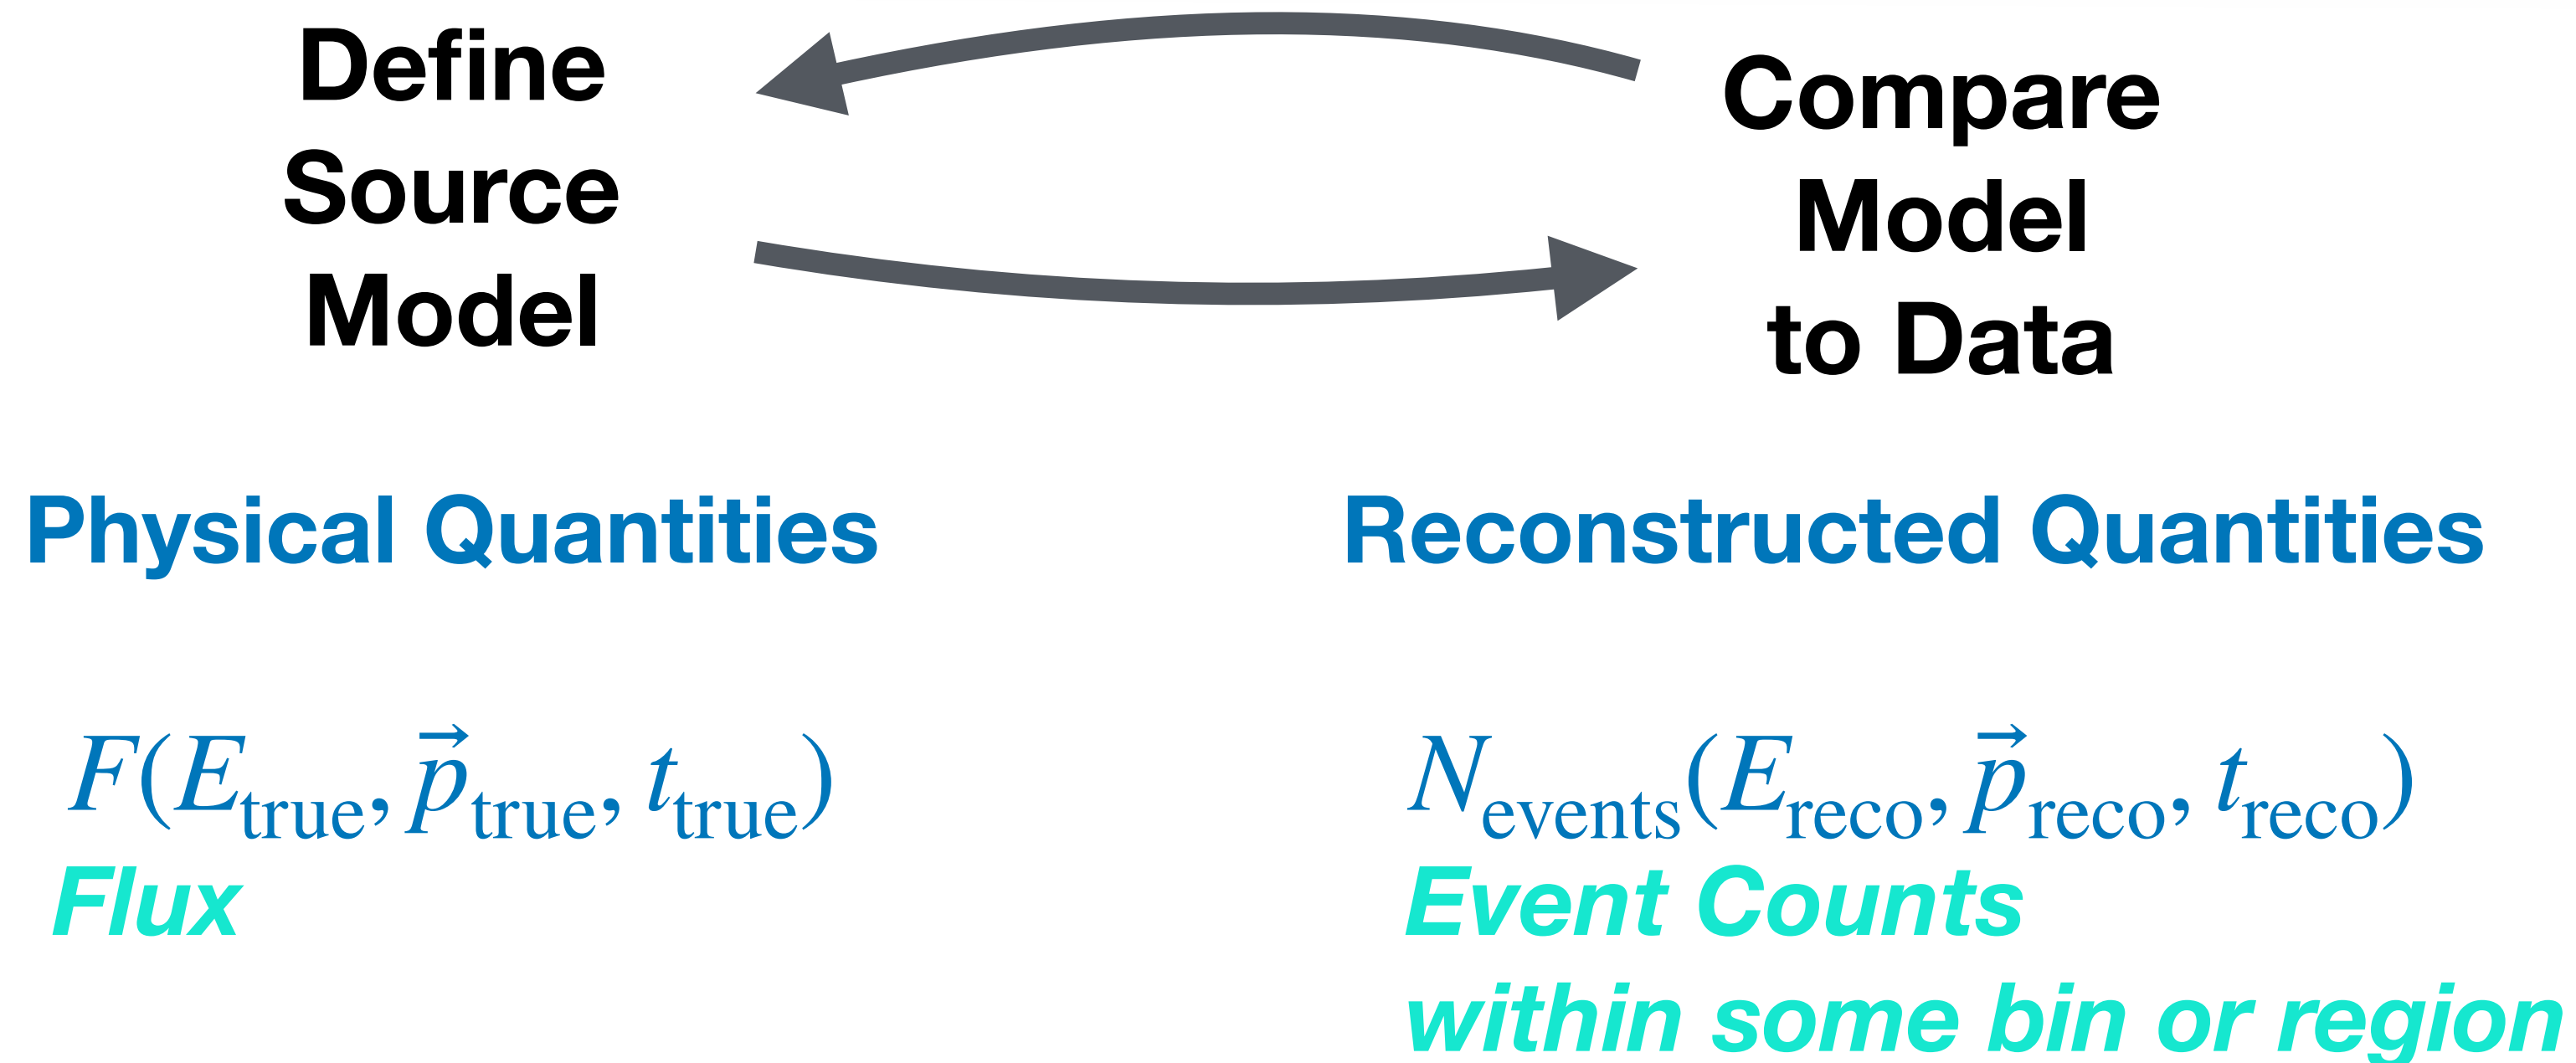 Define
Source
Model
Compare
Model
to Data
Physical Quantities
Reconstructed Quantities
F(E_true, p⃗_true, t_true)
Flux
N_events(E_reco, p⃗_reco, t_reco)
Event Counts
within some bin or region